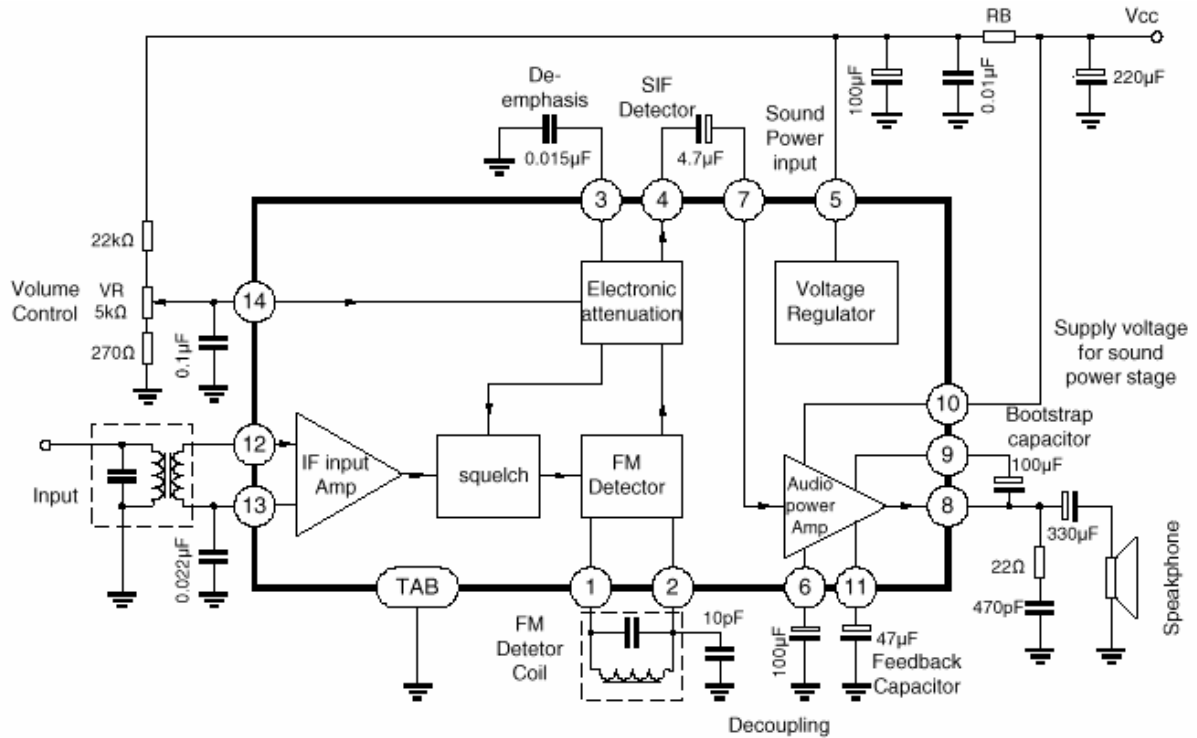 RB
Vcc
100µF
0.01µF
220µF
De-
emphasis
0.015µF
SIF
Detector
4.7µF
Sound
Power
input
3
4
7
5
22kΩ
Volume
Control
VR
5kΩ
270Ω
0.1µF
14
Electronic
attenuation
Voltage
Regulator
Supply voltage
for sound
power stage
10
Bootstrap
capacitor
100µF
12
13
Input
0.022µF
IF input
Amp
squelch
FM
Detector
Audio
power
Amp
9
8
330µF
22Ω
470pF
Speakphone
TAB
1
2
6
11
FM
Detetor
Coil
10pF
100µF
47µF
Feedback
Capacitor
Decoupling